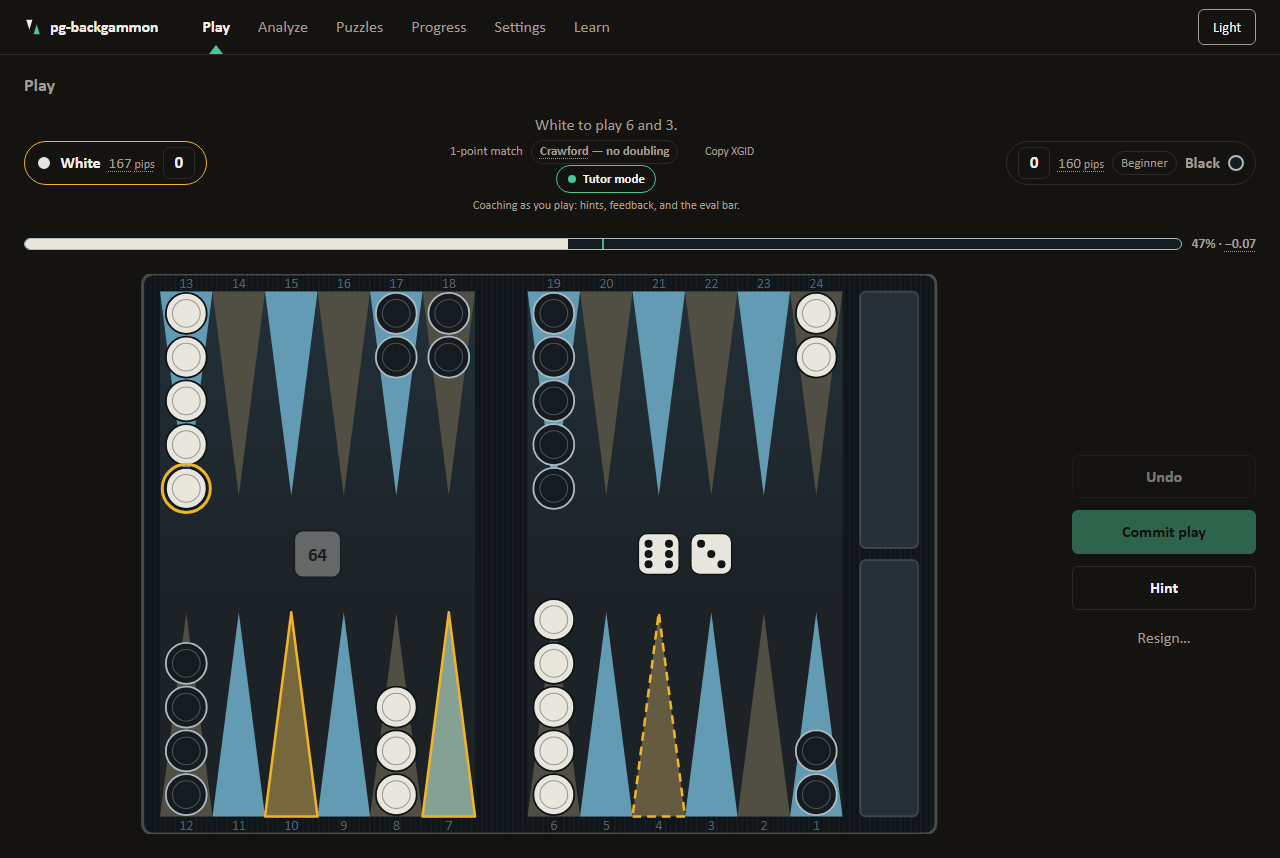 pg-backgammon Play Analyze Puzzles Progress Settings Learn Light
Play
White to play 6 and 3.
1-point match Crawford — no doubling Copy XGID
White 167 pips 0
0 160 pips Beginner Black
Tutor mode
Coaching as you play: hints, feedback, and the eval bar.
47% · −0.07
13 14 15 16 17 18 19 20 21 22 23 24
64
Undo
Commit play
Hint
Resign...
12 11 10 9 8 7 6 5 4 3 2 1